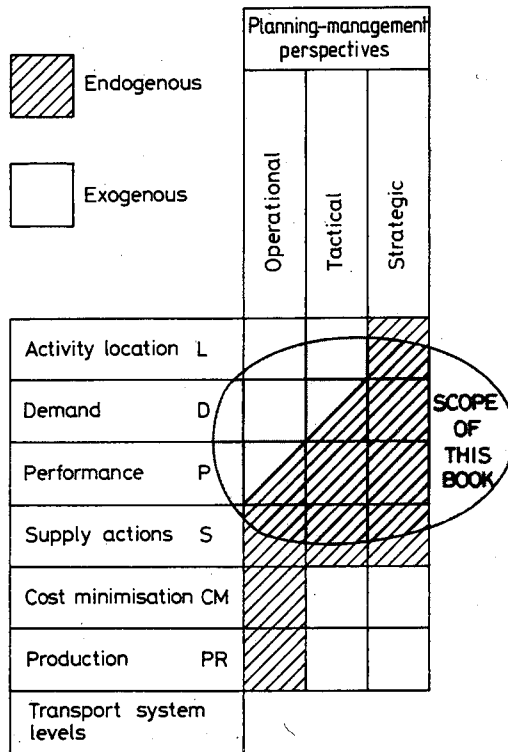 Planning-management
perspectives
Endogenous
Exogenous
Operational
Tactical
Strategic
Activity location L
Demand D
Performance P
Supply actions S
Cost minimisation CM
Production PR
Transport system
levels
SCOPE
OF
THIS
BOOK